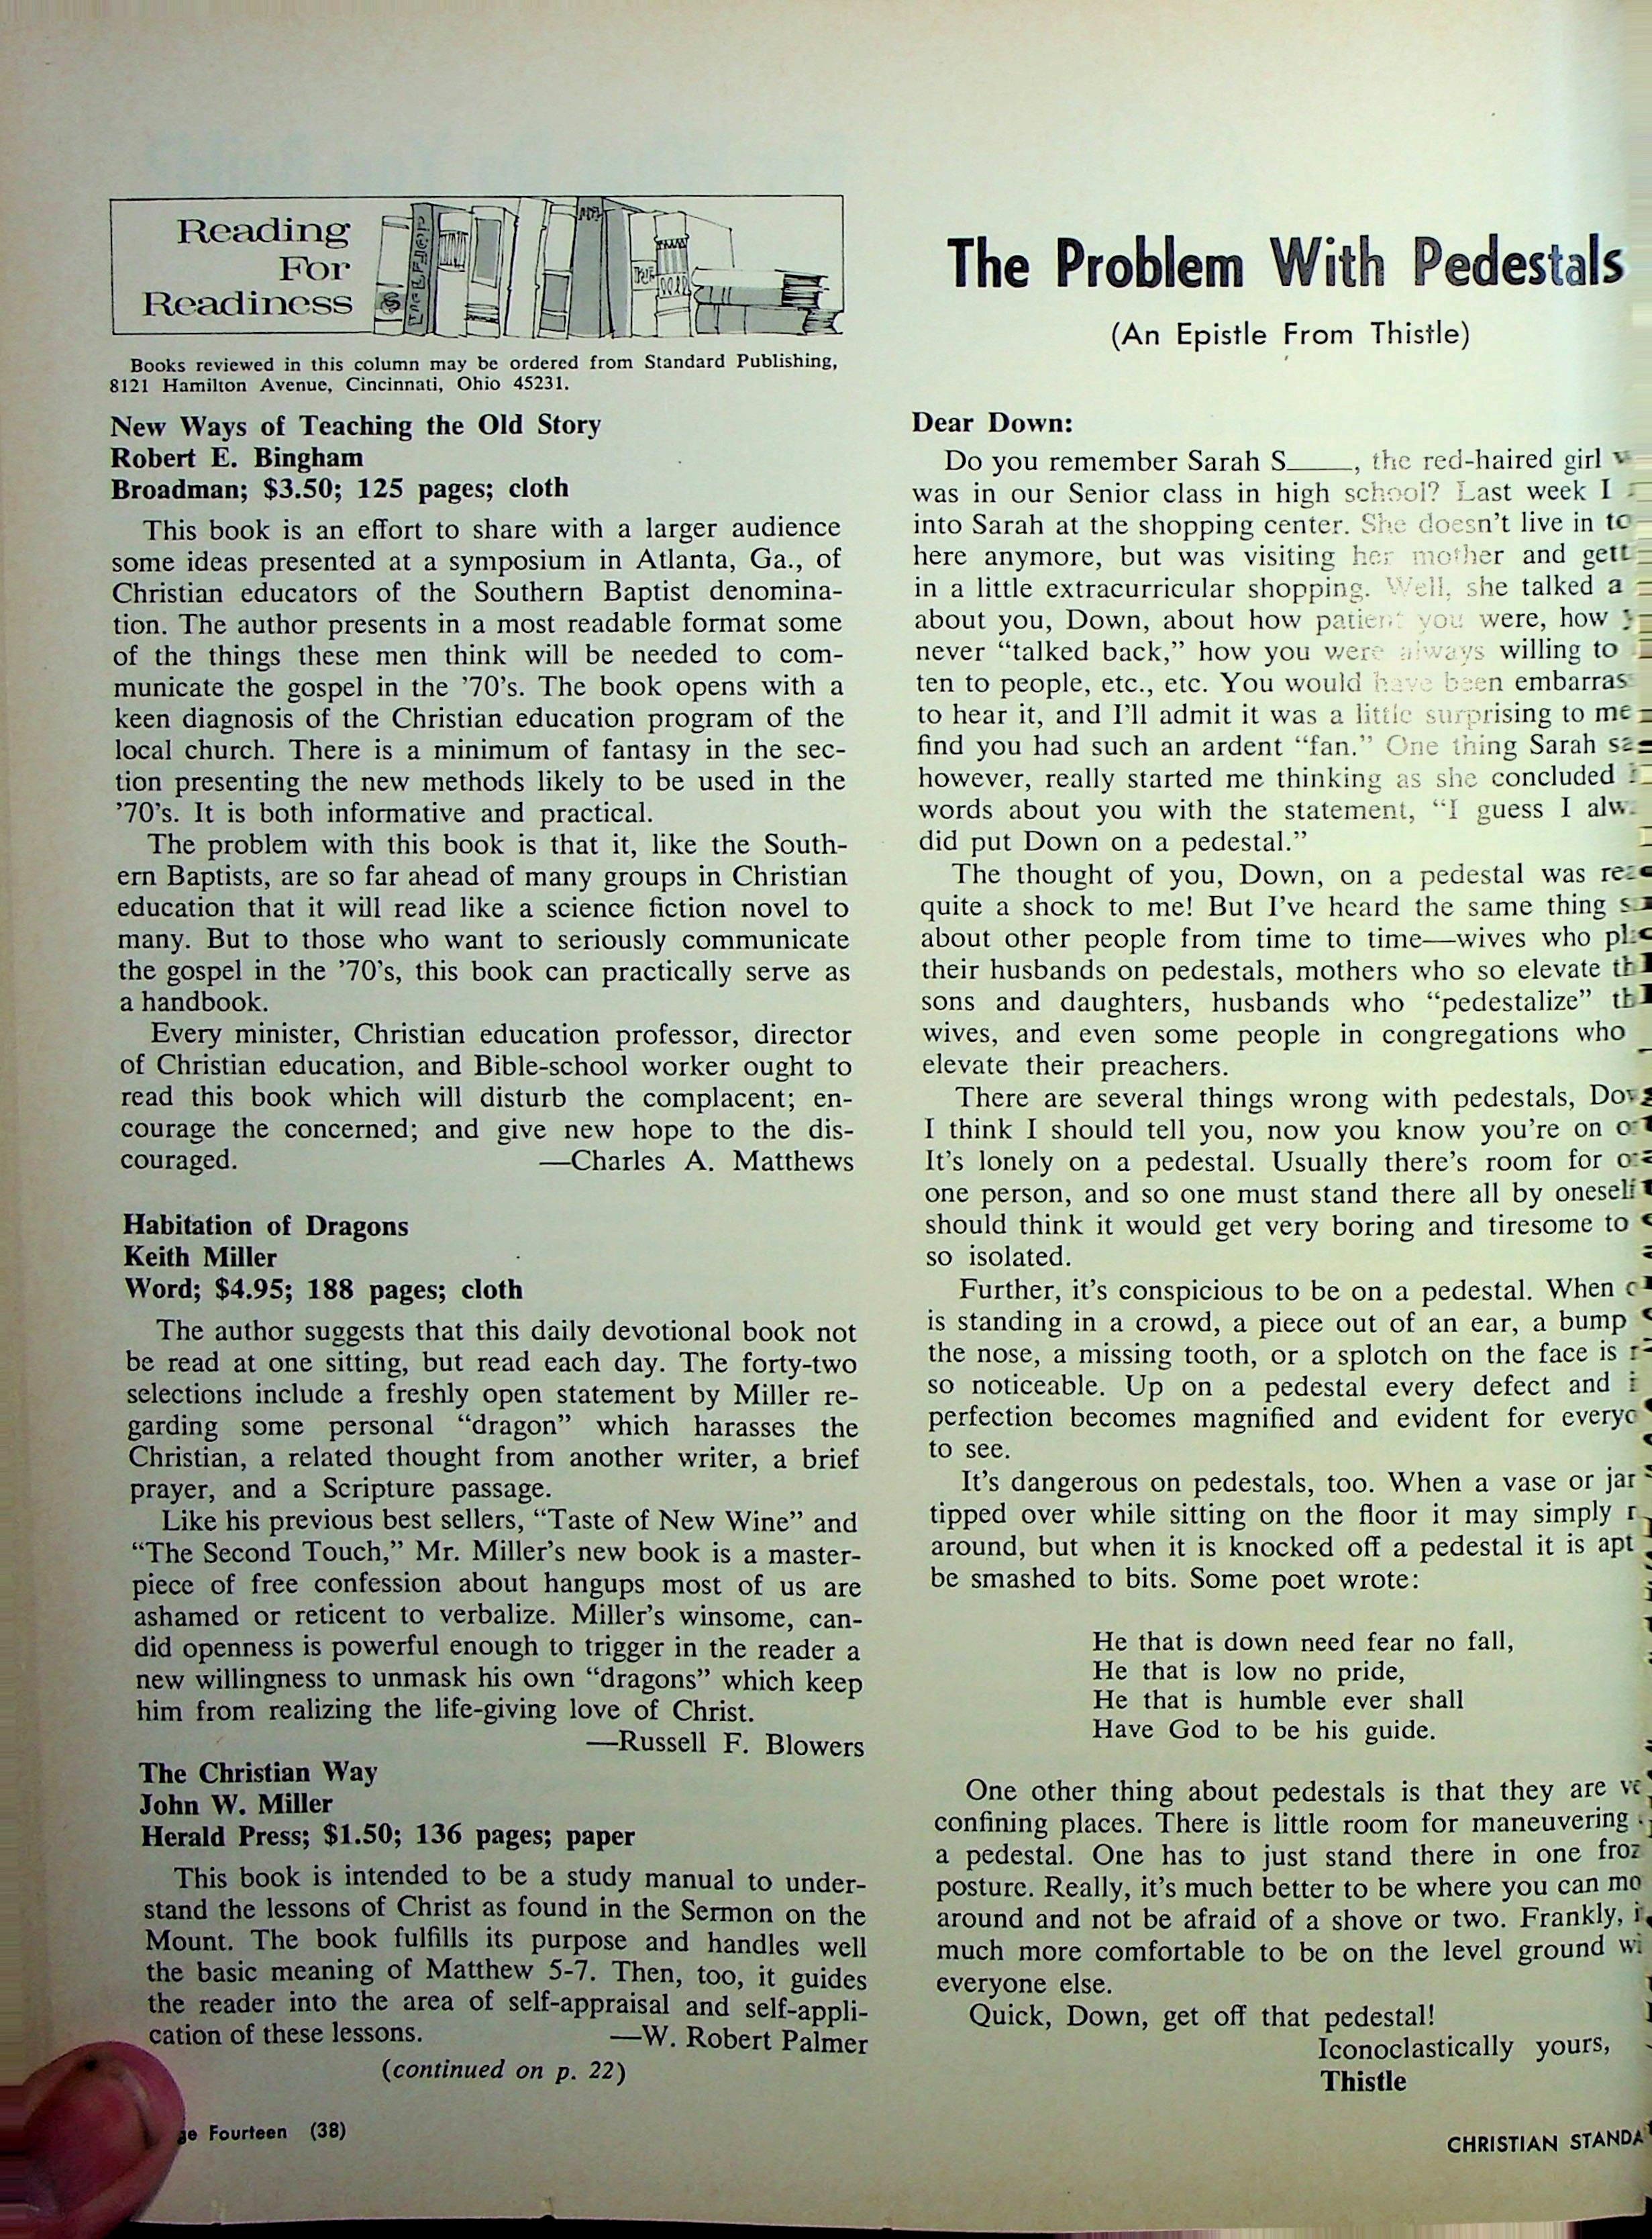 Reading
For
Readiness
Books reviewed in this column may be ordered from Standard Publishing,
8121 Hamilton Avenue, Cincinnati, Ohio 45231.
New Ways of Teaching the Old Story
Robert E. Bingham
Broadman; $3.50; 125 pages; cloth
This book is an effort to share with a larger audience
some ideas presented at a symposium in Atlanta, Ga., of
Christian educators of the Southern Baptist denomina-
tion. The author presents in a most readable format some
of the things these men think will be needed to com-
municate the gospel in the ’70’s. The book opens with a
keen diagnosis of the Christian education program of the
local church. There is a minimum of fantasy in the sec-
tion presenting the new methods likely to be used in the
’70’s. It is both informative and practical.
The problem with this book is that it, like the South-
ern Baptists, are so far ahead of many groups in Christian
education that it will read like a science fiction novel to
many. But to those who want to seriously communicate
the gospel in the ’70’s, this book can practically serve as
a handbook.
Every minister, Christian education professor, director
of Christian education, and Bible-school worker ought to
read this book which will disturb the complacent; en-
courage the concerned; and give new hope to the dis-
couraged. —Charles A. Matthews
Habitation of Dragons
Keith Miller
Word; $4.95; 188 pages; cloth
The author suggests that this daily devotional book not
be read at one sitting, but read each day. The forty-two
selections include a freshly open statement by Miller re-
garding some personal “dragon” which harasses the
Christian, a related thought from another writer, a brief
prayer, and a Scripture passage.
Like his previous best sellers, “Taste of New Wine” and
“The Second Touch,” Mr. Miller’s new book is a master-
piece of free confession about hangups most of us are
ashamed or reticent to verbalize. Miller’s winsome, can-
did openness is powerful enough to trigger in the reader a
new willingness to unmask his own “dragons” which keep
him from realizing the life-giving love of Christ.
—Russell F. Blowers
The Christian Way
John W. Miller
Herald Press; $1.50; 136 pages; paper
This book is intended to be a study manual to under-
stand the lessons of Christ as found in the Sermon on the
Mount. The book fulfills its purpose and handles well
the basic meaning of Matthew 5-7. Then, too, it guides
the reader into the area of self-appraisal and self-appli-
cation of these lessons. —W. Robert Palmer
(continued on p. 22)
ge Fourteen (38)
The Problem With Pedestals
(An Epistle From Thistle)
Dear Down:
Do you remember Sarah S____, the red-haired girl
was in our Senior class in high school? Last week I
into Sarah at the shopping center. She doesn’t live in to
here anymore, but was visiting her mother and gett
in a little extracurricular shopping. Well, she talked a
about you, Down, about how patient you were, how
never “talked back,” how you were always willing to
ten to people, etc., etc. You would have been embarras
to hear it, and I’ll admit it was a little surprising to me
find you had such an ardent “fan.” One thing Sarah sa
however, really started me thinking as she concluded
words about you with the statement, “I guess I alw
did put Down on a pedestal.”
The thought of you, Down, on a pedestal was rea
quite a shock to me! But I’ve heard the same thing s
about other people from time to time—wives who pl
their husbands on pedestals, mothers who so elevate th
sons and daughters, husbands who “pedestalize” th
wives, and even some people in congregations who
elevate their preachers.
There are several things wrong with pedestals, Dow
I think I should tell you, now you know you’re on o
It’s lonely on a pedestal. Usually there’s room for o
one person, and so one must stand there all by oneself
should think it would get very boring and tiresome to
so isolated.
Further, it’s conspicious to be on a pedestal. When
is standing in a crowd, a piece out of an ear, a bump
the nose, a missing tooth, or a splotch on the face is
so noticeable. Up on a pedestal every defect and i
perfection becomes magnified and evident for everyo
to see.
It’s dangerous on pedestals, too. When a vase or jar
tipped over while sitting on the floor it may simply r
around, but when it is knocked off a pedestal it is apt
be smashed to bits. Some poet wrote:
He that is down need fear no fall,
He that is low no pride,
He that is humble ever shall
Have God to be his guide.
One other thing about pedestals is that they are ve
confining places. There is little room for maneuvering
a pedestal. One has to just stand there in one froz
posture. Really, it’s much better to be where you can mo
around and not be afraid of a shove or two. Frankly, i
much more comfortable to be on the level ground wi
everyone else.
Quick, Down, get off that pedestal!
Iconoclastically yours,
Thistle
CHRISTIAN STANDA